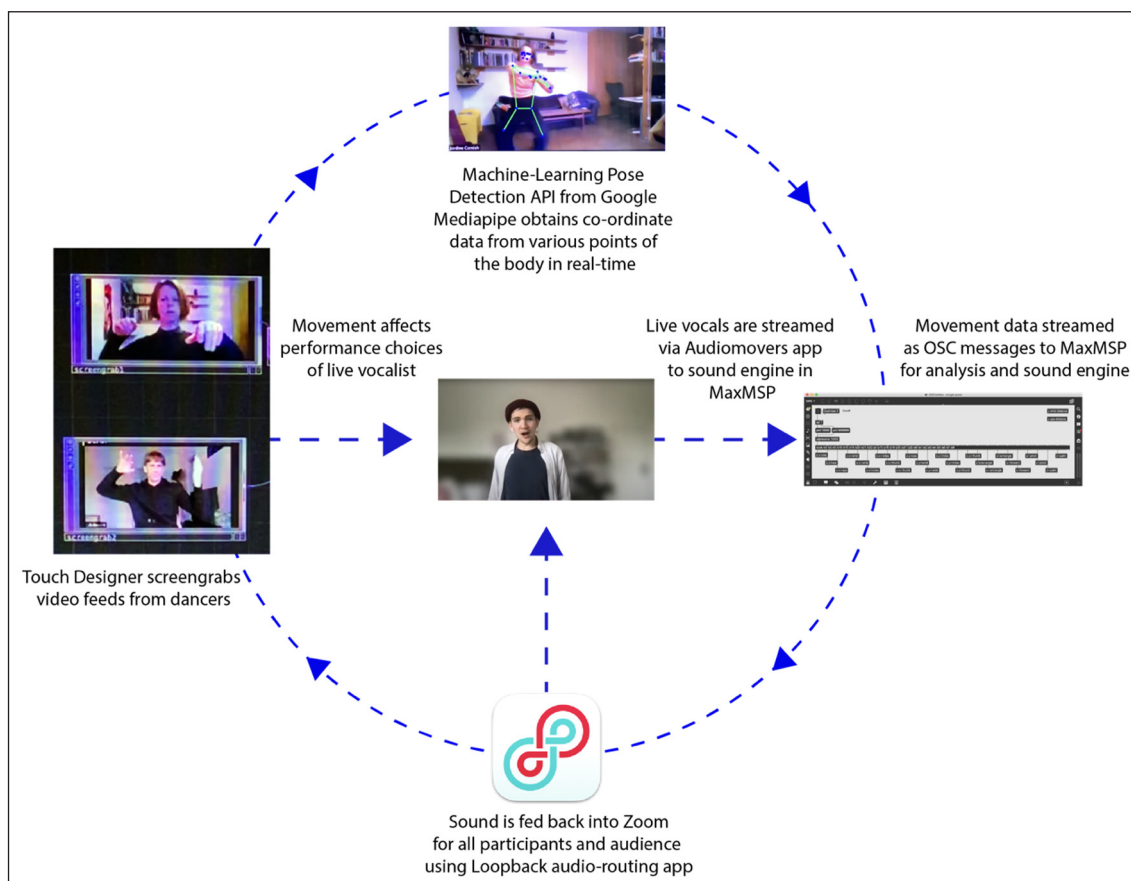 Jordine Cornish
Machine-Learning Pose
Detection API from Google
Mediapipe obtains co-ordinate
data from various points of
the body in real-time
screengrab1
screengrab2
Touch Designer screengrabs
video feeds from dancers
Movement affects
performance choices
of live vocalist
Live vocals are streamed
via Audiomovers app
to sound engine in
MaxMSP
Movement data streamed
as OSC messages to MaxMSP
for analysis and sound engine
Sound is fed back into Zoom
for all participants and audience
using Loopback audio-routing app